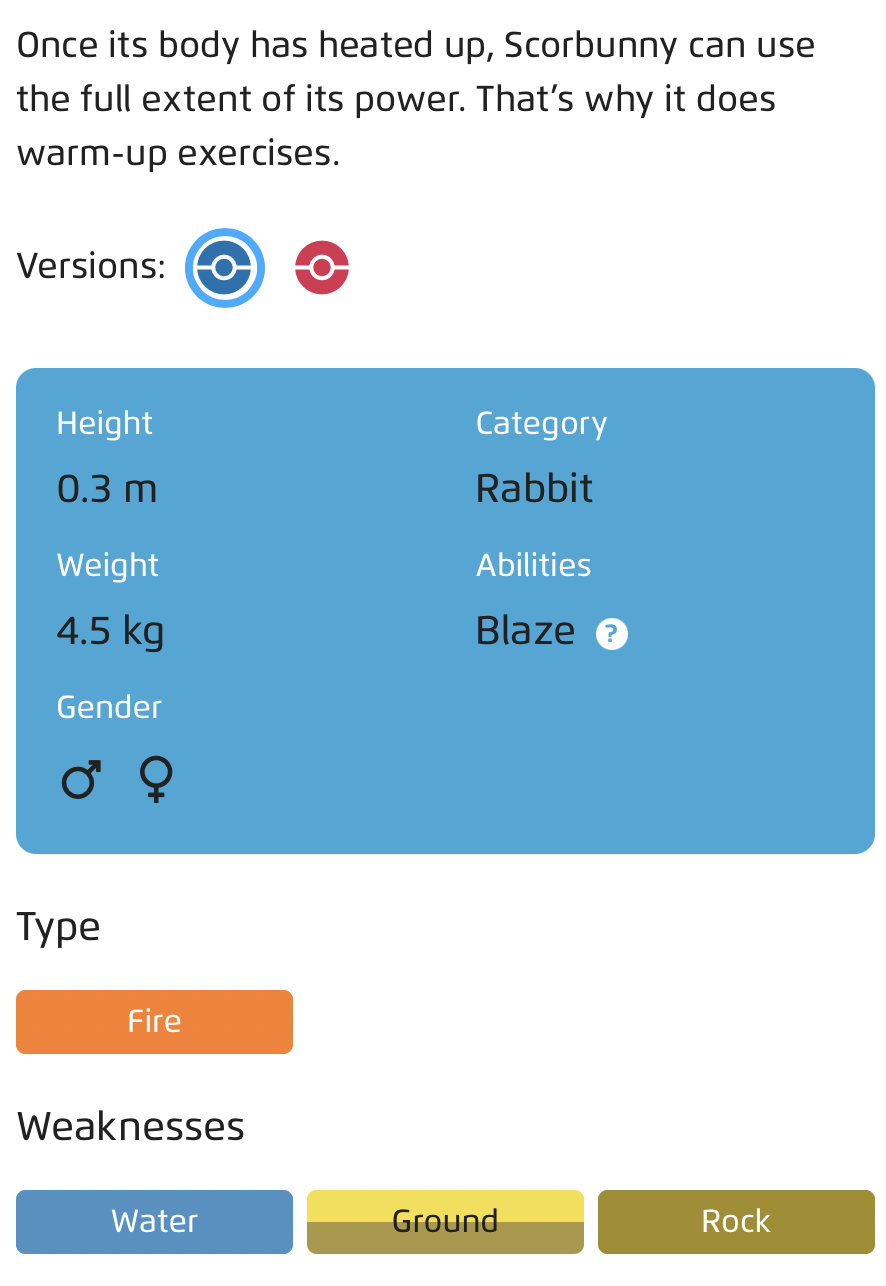 Once its body has heated up, Scorbunny can use
the full extent of its power. That’s why it does
warm-up exercises.
Versions:
Height
0.3 m
Category
Rabbit
Weight
4.5 kg
Abilities
Blaze ?
Gender
♂ ♀
Type
Fire
Weaknesses
Water
Ground
Rock